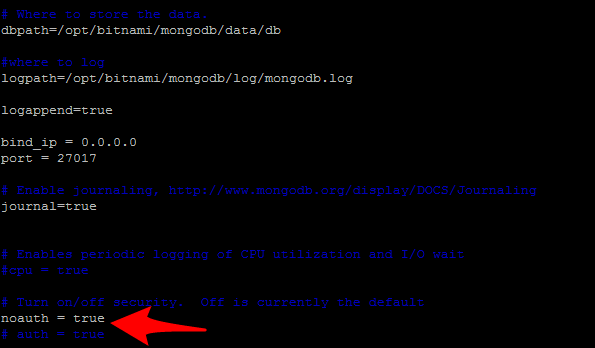 # Where to store the data.
dbpath=/opt/bitnami/mongodb/data/db
#where to log
logpath=/opt/bitnami/mongodb/log/mongodb.log
logappend=true
bind_ip = 0.0.0.0
port = 27017
# Enable journaling, http://www.mongodb.org/display/DOCS/Journaling
journal=true
# Enables periodic logging of CPU utilization and I/O wait
#cpu = true
# Turn on/off security.  Off is currently the default
noauth = true
# auth = true